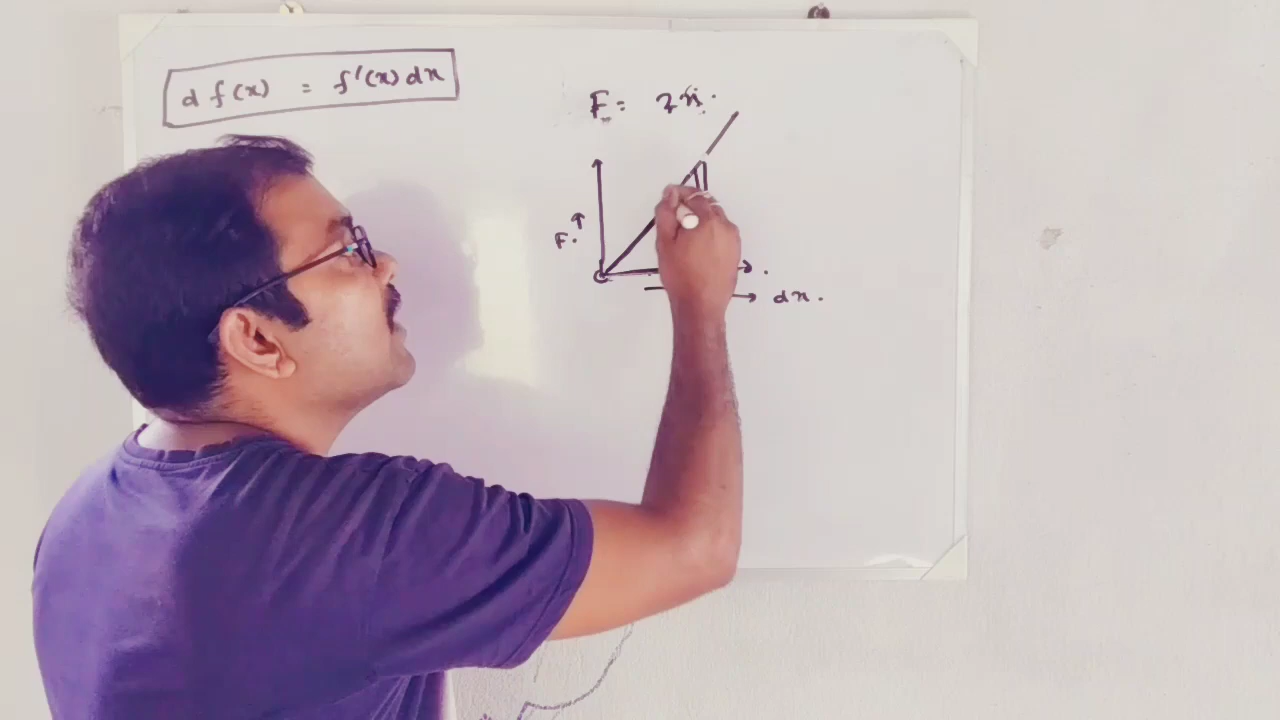 d f(x) = f'(x) dx
F = 2x.
F.
dx.